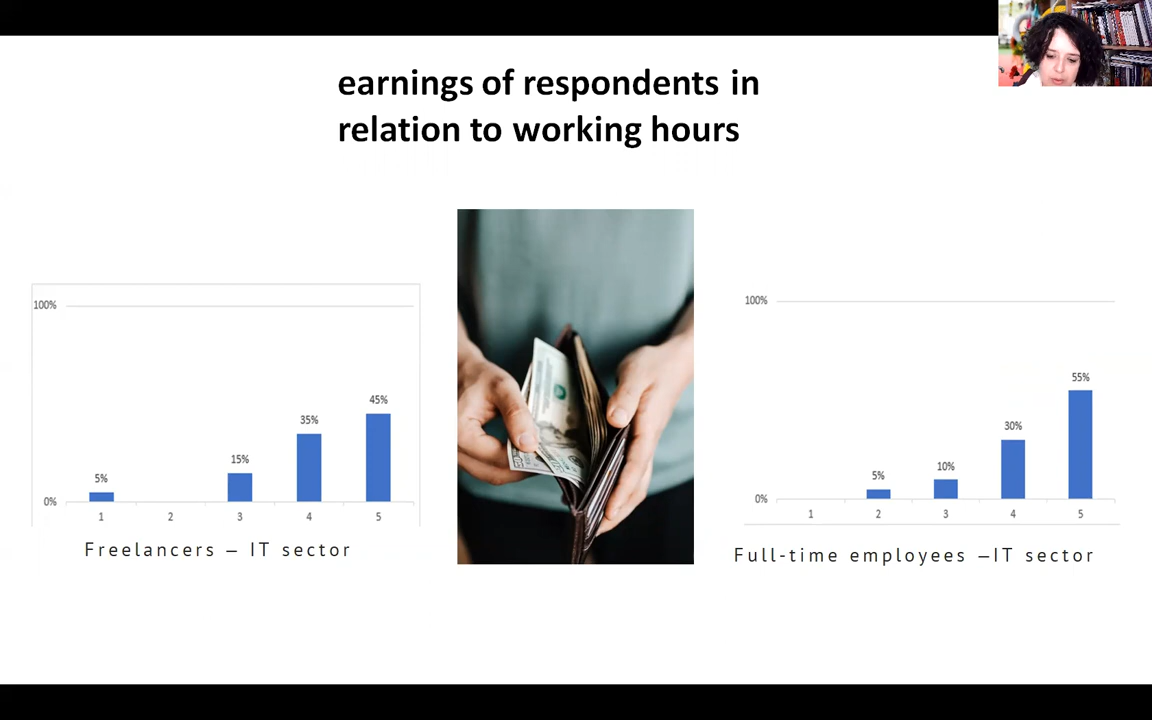 earnings of respondents in
relation to working hours
100%
45%
35%
15%
5%
0%
1 2 3 4 5
Freelancers – IT sector
100%
55%
30%
10%
5%
0%
1 2 3 4 5
Full-time employees –IT sector